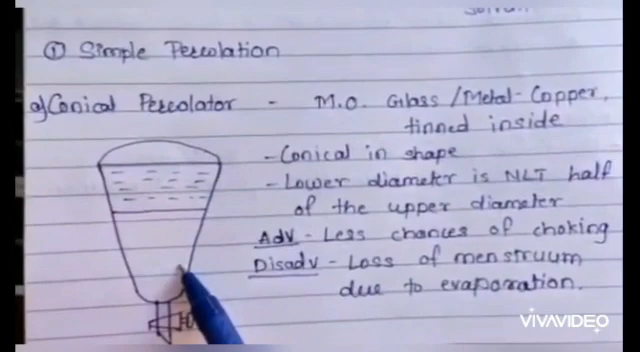 ① Simple Percolation
a) Conical Percolator - M.O. Glass/Metal-Copper,
tinned inside
- Conical in shape
- Lower diameter is NLT half
of the upper diameter
Adv - Less chances of choking
Disadv - Loss of menstruum
due to evaporation.
VIVAVIDEO